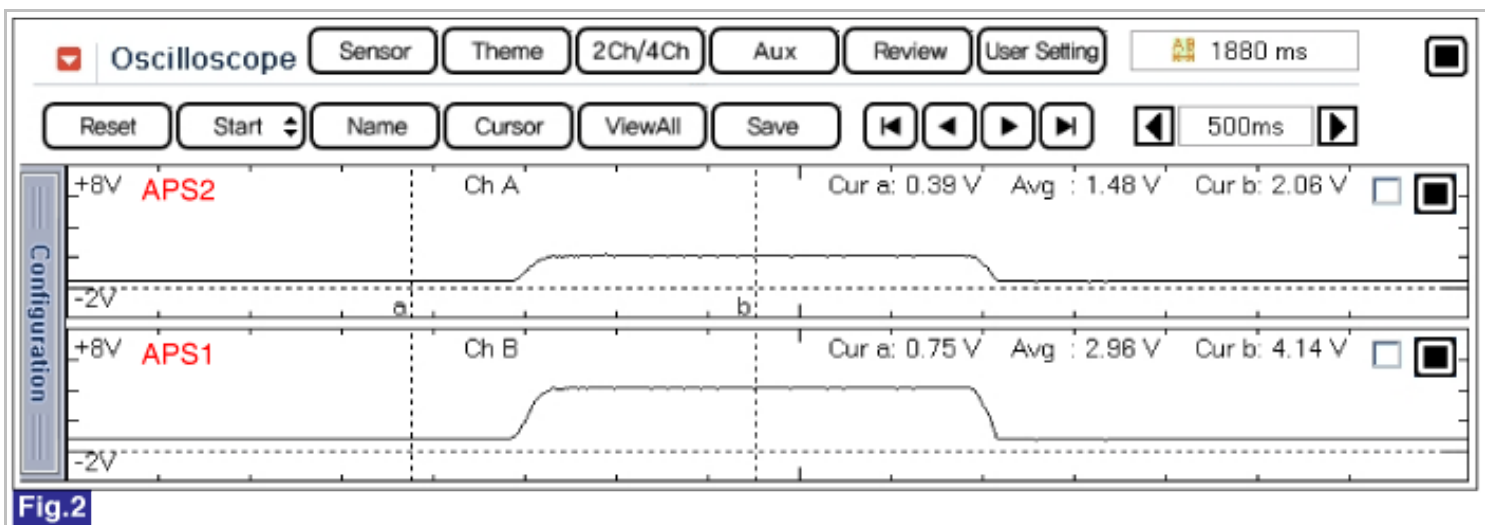 Oscilloscope Sensor Theme 2Ch/4Ch Aux Review User Setting 1880 ms
Reset Start Name Cursor ViewAll Save 500ms
Configuration
+8V APS2 Ch A Cur a: 0.39 V Avg : 1.48 V Cur b: 2.06 V
-2V a b
+8V APS1 Ch B Cur a: 0.75 V Avg : 2.96 V Cur b: 4.14 V
-2V
Fig.2